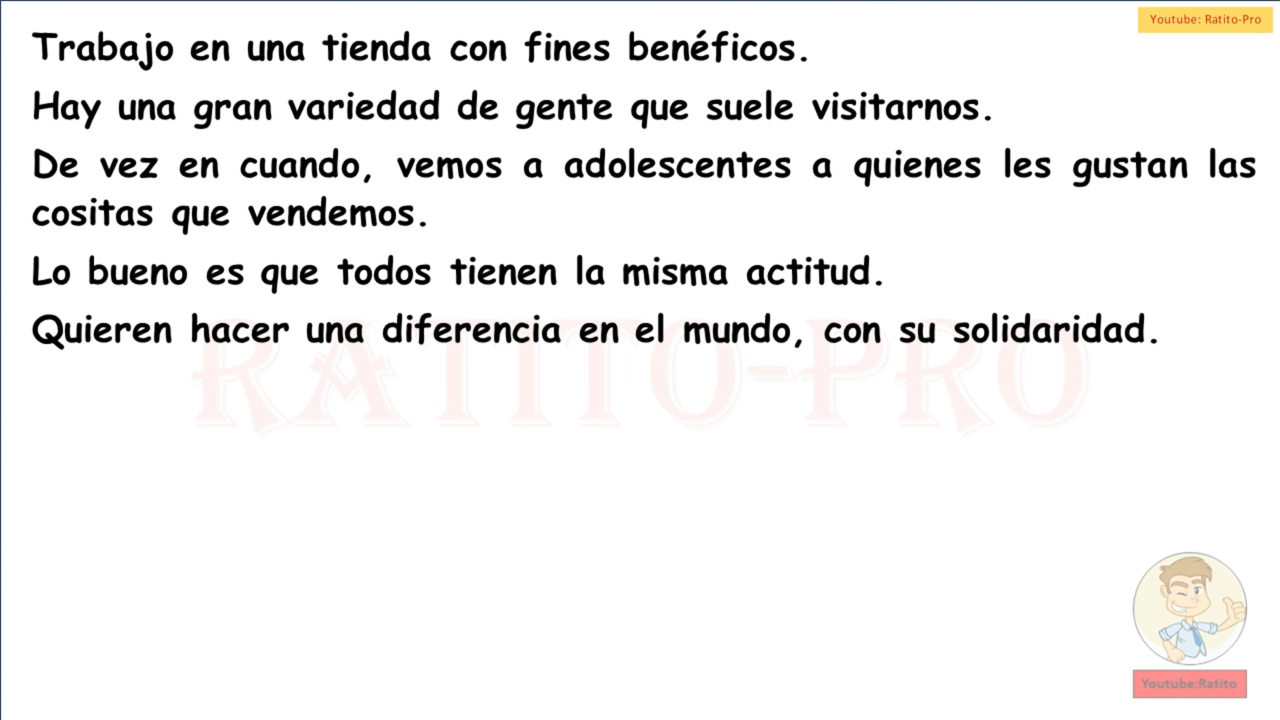 Youtube: Ratito-Pro
Trabajo en una tienda con fines benéficos.
Hay una gran variedad de gente que suele visitarnos.
De vez en cuando, vemos a adolescentes a quienes les gustan las
cositas que vendemos.
Lo bueno es que todos tienen la misma actitud.
Quieren hacer una diferencia en el mundo, con su solidaridad.
RATITO-PRO
Youtube:Ratito